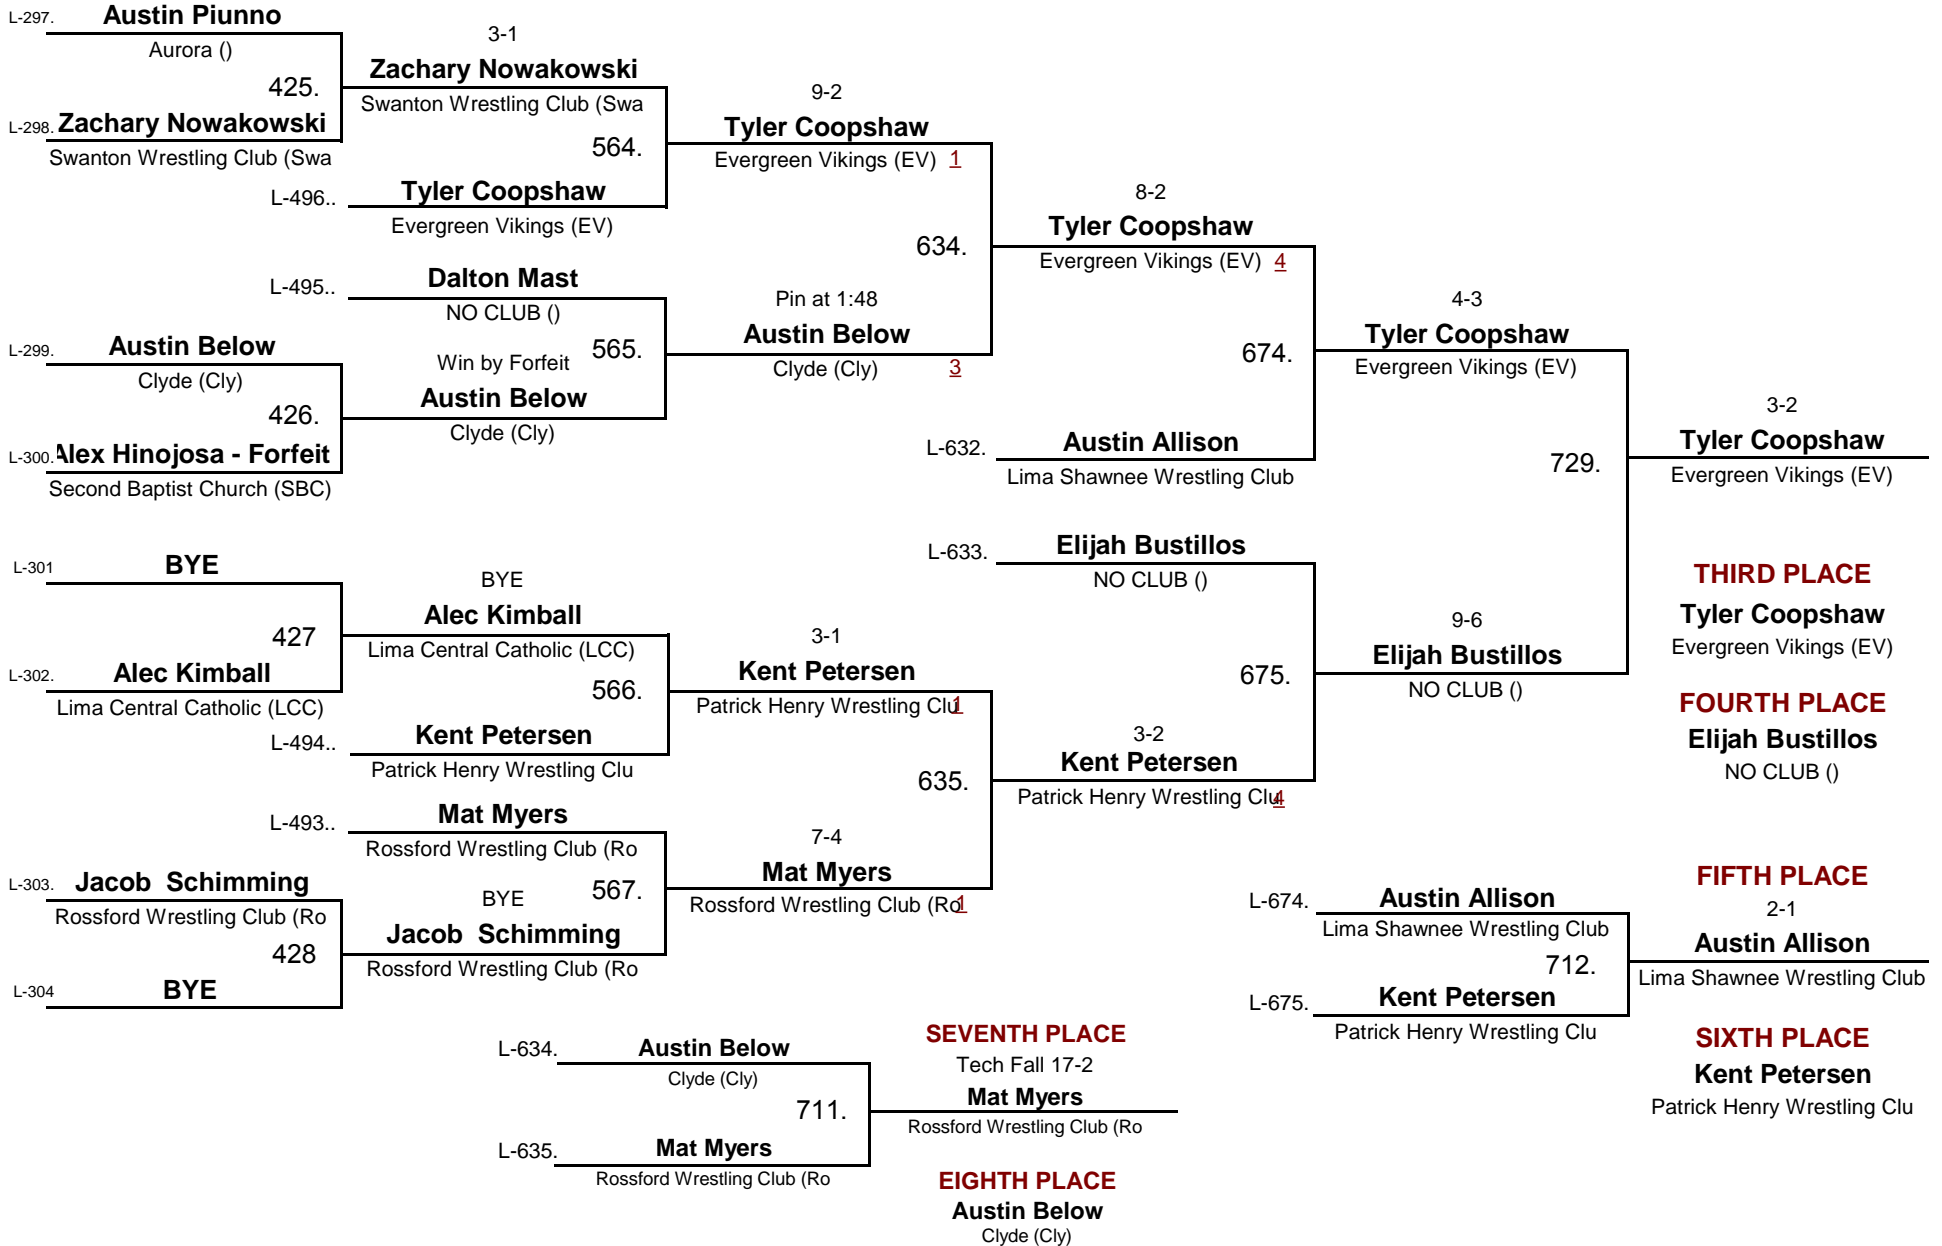 L-297. Austin Piunno
Aurora ()
425.
L-298. Zachary Nowakowski
Swanton Wrestling Club (Swa
3-1
Zachary Nowakowski
Swanton Wrestling Club (Swa
564.
L-496.. Tyler Coopshaw
Evergreen Vikings (EV)
9-2
Tyler Coopshaw
Evergreen Vikings (EV) 1
634.
L-495.. Dalton Mast
NO CLUB ()
565.
Win by Forfeit
Austin Below
Clyde (Cly)
L-299. Austin Below
Clyde (Cly)
426.
L-300. Alex Hinojosa - Forfeit
Second Baptist Church (SBC)
Pin at 1:48
Austin Below
Clyde (Cly) 3
8-2
Tyler Coopshaw
Evergreen Vikings (EV) 4
674.
L-632. Austin Allison
Lima Shawnee Wrestling Club
4-3
Tyler Coopshaw
Evergreen Vikings (EV)
729.
3-2
Tyler Coopshaw
Evergreen Vikings (EV)
L-301 BYE
427
L-302. Alec Kimball
Lima Central Catholic (LCC)
BYE
Alec Kimball
Lima Central Catholic (LCC)
566.
L-494.. Kent Petersen
Patrick Henry Wrestling Clu
3-1
Kent Petersen
Patrick Henry Wrestling Clu 1
635.
L-493.. Mat Myers
Rossford Wrestling Club (Ro
567.
BYE
Jacob Schimming
Rossford Wrestling Club (Ro
L-303. Jacob Schimming
Rossford Wrestling Club (Ro
428
L-304 BYE
7-4
Mat Myers
Rossford Wrestling Club (Ro 1
L-633. Elijah Bustillos
NO CLUB ()
675.
3-2
Kent Petersen
Patrick Henry Wrestling Clu 4
9-6
Elijah Bustillos
NO CLUB ()
THIRD PLACE
Tyler Coopshaw
Evergreen Vikings (EV)
FOURTH PLACE
Elijah Bustillos
NO CLUB ()
L-674. Austin Allison
Lima Shawnee Wrestling Club
712.
L-675. Kent Petersen
Patrick Henry Wrestling Clu
FIFTH PLACE
2-1
Austin Allison
Lima Shawnee Wrestling Club
SIXTH PLACE
Kent Petersen
Patrick Henry Wrestling Clu
L-634. Austin Below
Clyde (Cly)
711.
L-635. Mat Myers
Rossford Wrestling Club (Ro
SEVENTH PLACE
Tech Fall 17-2
Mat Myers
Rossford Wrestling Club (Ro
EIGHTH PLACE
Austin Below
Clyde (Cly)